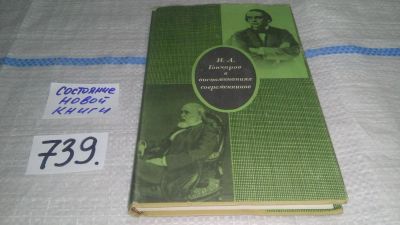 Состояние
новой
книги
739.
И. А.
Гончаров
в
воспоминаниях
современников